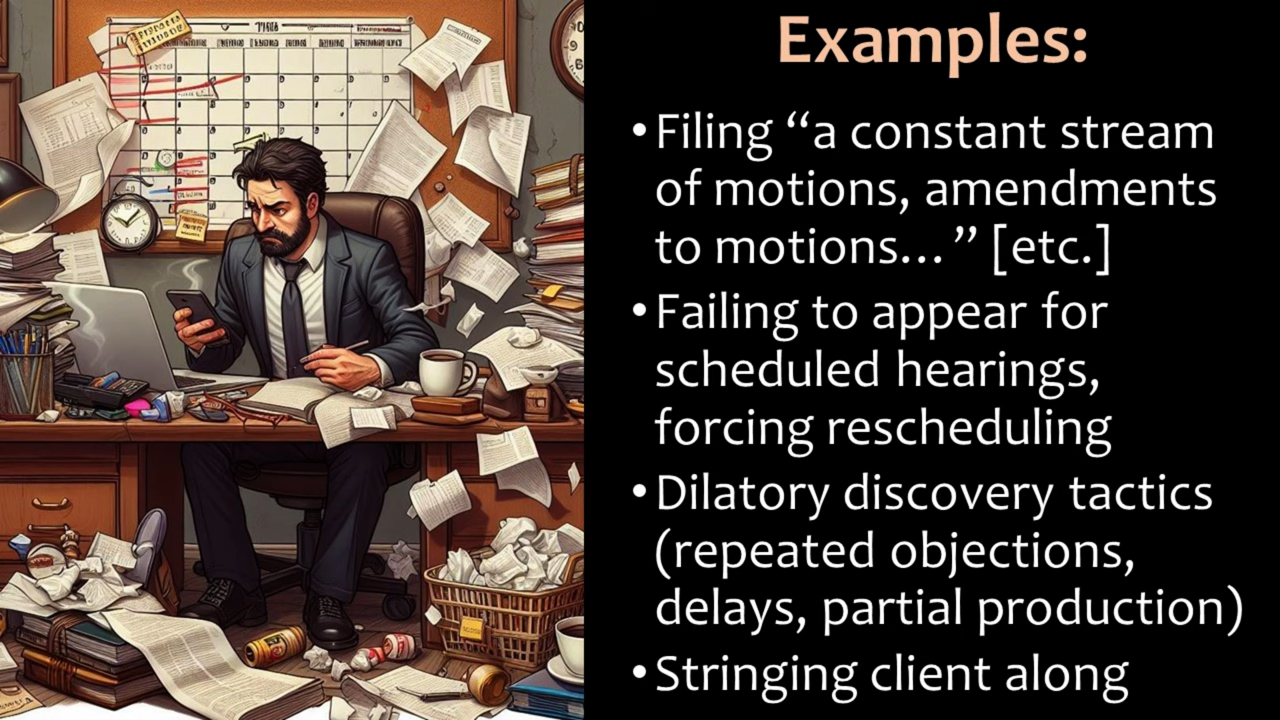 Examples:
•Filing “a constant stream
of motions, amendments
to motions…” [etc.]
•Failing to appear for
scheduled hearings,
forcing rescheduling
•Dilatory discovery tactics
(repeated objections,
delays, partial production)
•Stringing client along